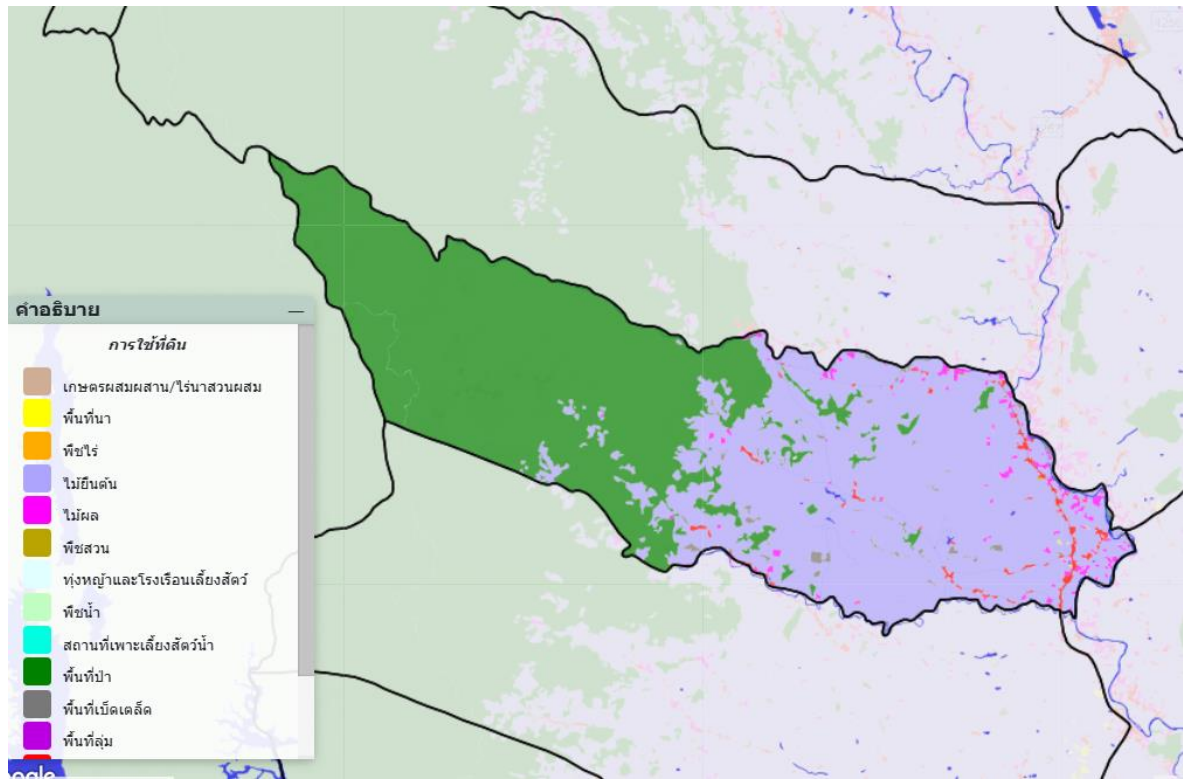 คำอธิบาย
การใช้ที่ดิน
เกษตรผสมผสาน/ไร่นาสวนผสม
พื้นที่นา
พืชไร่
ไม้ยืนต้น
ไม้ผล
พืชสวน
ทุ่งหญ้าและโรงเรือนเลี้ยงสัตว์
พืชน้ำ
สถานที่เพาะเลี้ยงสัตว์น้ำ
พื้นที่ป่า
พื้นที่เบ็ดเตล็ด
พื้นที่ลุ่ม